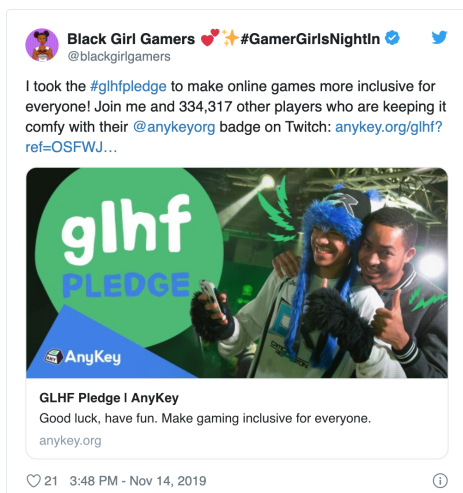 Black Girl Gamers 💕✨#GamerGirlsNightIn
@blackgirlgamers
I took the #glhfpledge to make online games more inclusive for
everyone! Join me and 334,317 other players who are keeping it
comfy with their @anykeyorg badge on Twitch: anykey.org/glhf?
ref=OSFWJ…
glhf
PLEDGE
AnyKey
GLHF Pledge | AnyKey
Good luck, have fun. Make gaming inclusive for everyone.
anykey.org
21 3:48 PM - Nov 14, 2019